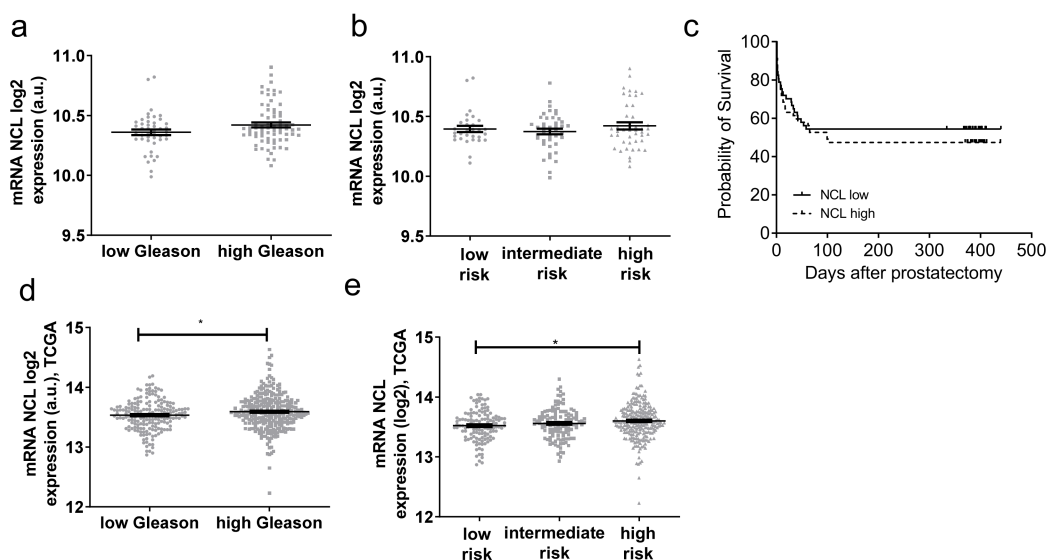 a
mRNA NCL log2
expression (a.u.)
11.0
10.5
10.0
9.5
low Gleason
high Gleason
b
mRNA NCL log2
expression (a.u.)
11.0
10.5
10.0
9.5
low
risk
intermediate
risk
high
risk
c
Probability of Survival
100
80
60
40
20
0
NCL low
NCL high
0
100
200
300
400
500
Days after prostatectomy
d
mRNA NCL log2
expression (a.u.), TCGA
15
14
13
12
*
low Gleason
high Gleason
e
mRNA NCL
expression (log2), TCGA
15
14
13
12
*
low
risk
intermediate
risk
high
risk